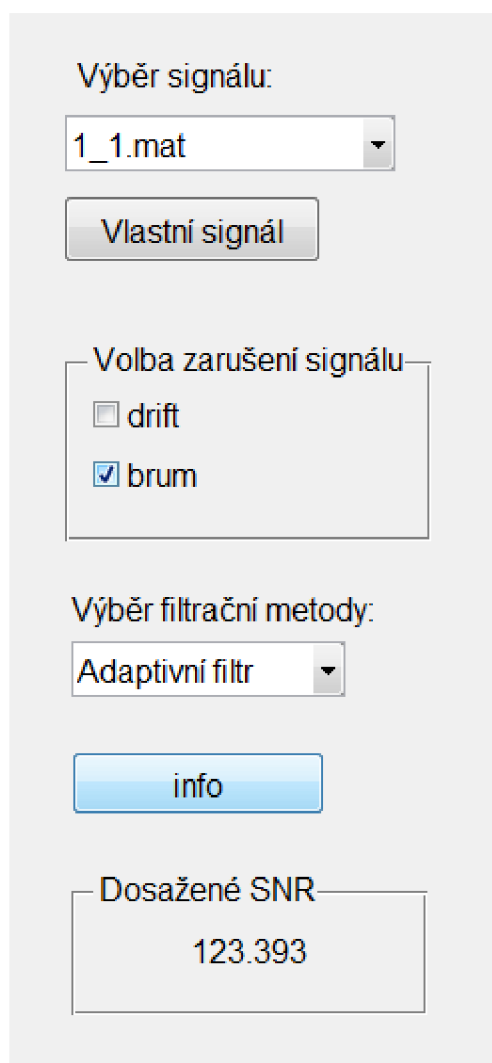 Výběr signálu:
1_1.mat
Vlastní signál
Volba zarušení signálu
drift
brum
Výběr filtrační metody:
Adaptivní filtr
info
Dosažené SNR
123.393